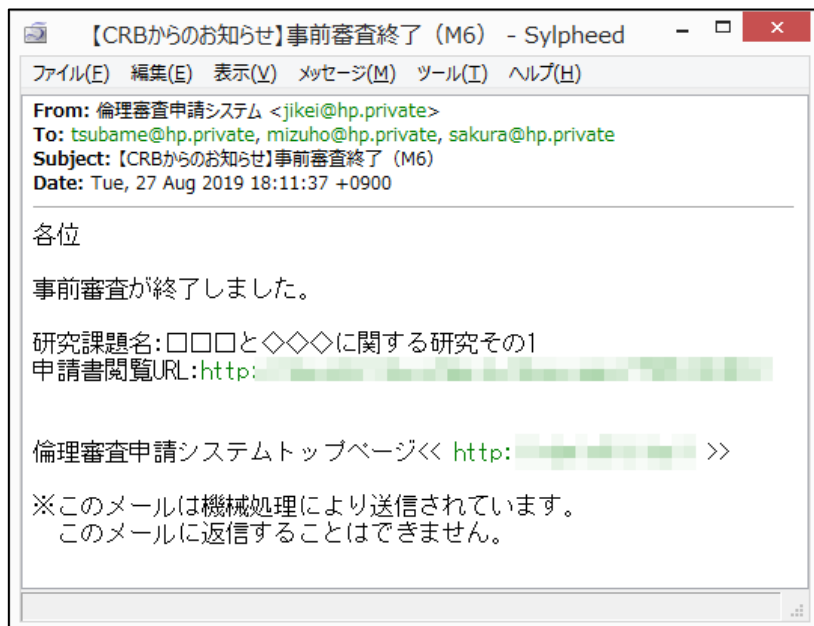 【CRBからのお知らせ】事前審査終了（M6） - Sylpheed
ファイル(F) 編集(E) 表示(V) メッセージ(M) ツール(T) ヘルプ(H)
From: 倫理審査申請システム <jikei@hp.private>
To: tsubame@hp.private, mizuho@hp.private, sakura@hp.private
Subject: 【CRBからのお知らせ】事前審査終了（M6）
Date: Tue, 27 Aug 2019 18:11:37 +0900
各位
事前審査が終了しました。
研究課題名:□□□と◇◇◇に関する研究その1
申請書閲覧URL:http:
倫理審査申請システムトップページ<< http: >>
※このメールは機械処理により送信されています。
このメールに返信することはできません。